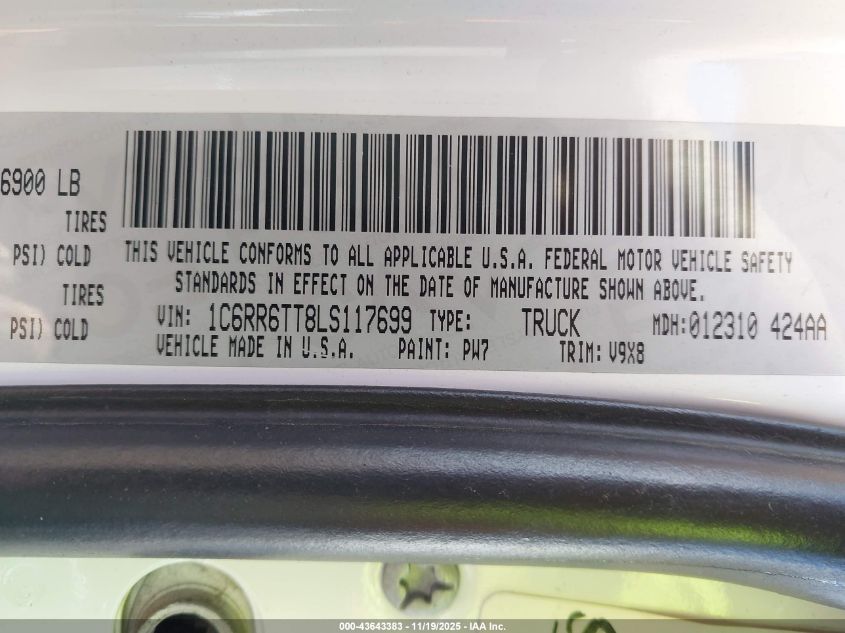 6900 LB
TIRES
PSI) COLD
TIRES
PSI) COLD
THIS VEHICLE CONFORMS TO ALL APPLICABLE U.S.A. FEDERAL MOTOR VEHICLE SAFETY
STANDARDS IN EFFECT ON THE DATE OF MANUFACTURE SHOWN ABOVE.
VIN: 1C6RR6TT8LS117699 TYPE: TRUCK MDH:012310 424AA
VEHICLE MADE IN U.S.A. PAINT: PW7 TRIM: V9X8
000-43643383 - 11/19/2025 - IAA Inc.